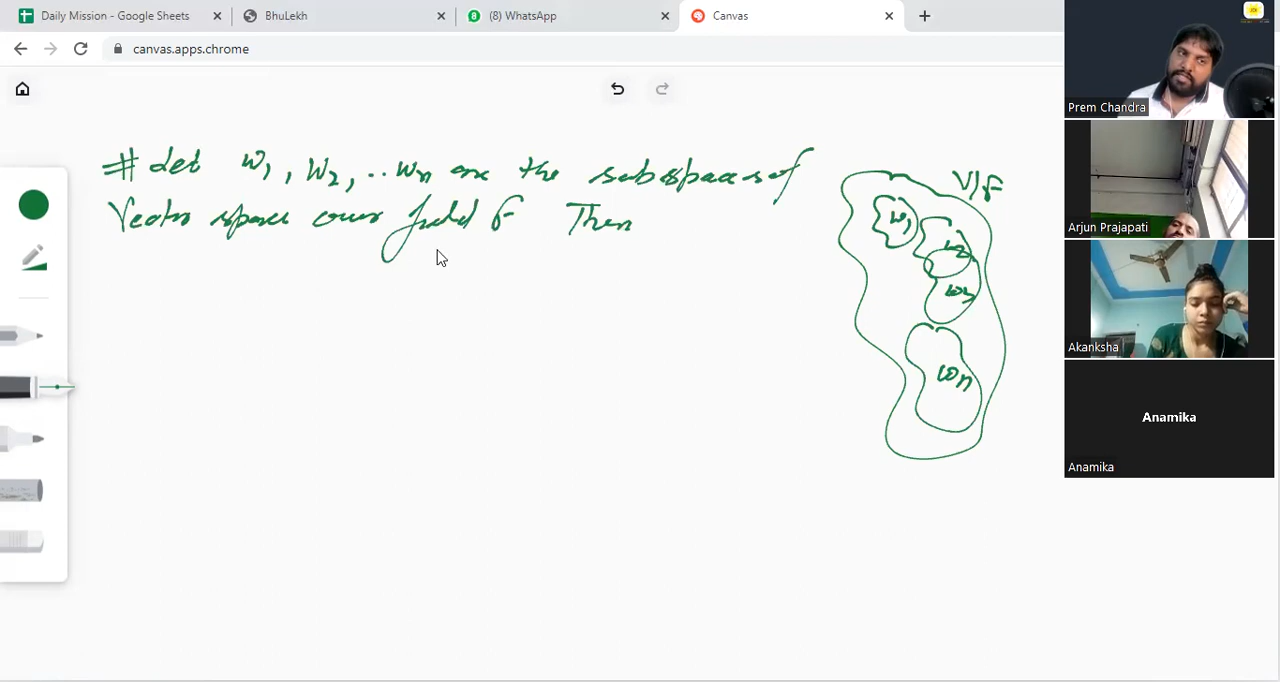 Daily Mission - Google Sheets
BhuLekh
(8) WhatsApp
Canvas
canvas.apps.chrome
# Let W1, W2, .. Wn are the subspaces of
Vector space over field F Then
V/F
W1
W2
W3
Wn
Prem Chandra
Arjun Prajapati
Akanksha
Anamika
Anamika